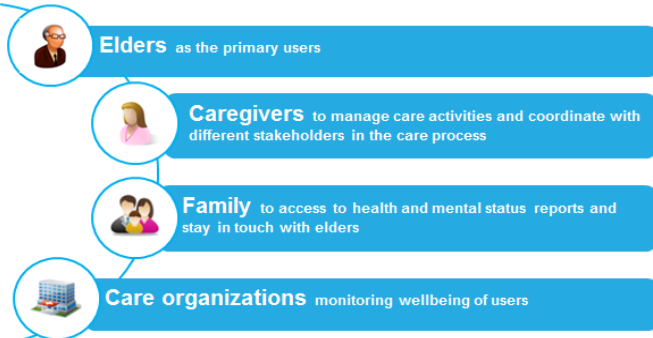 Elders as the primary users
Caregivers to manage care activities and coordinate with
different stakeholders in the care process
Family to access to health and mental status reports and
stay in touch with elders
Care organizations monitoring wellbeing of users